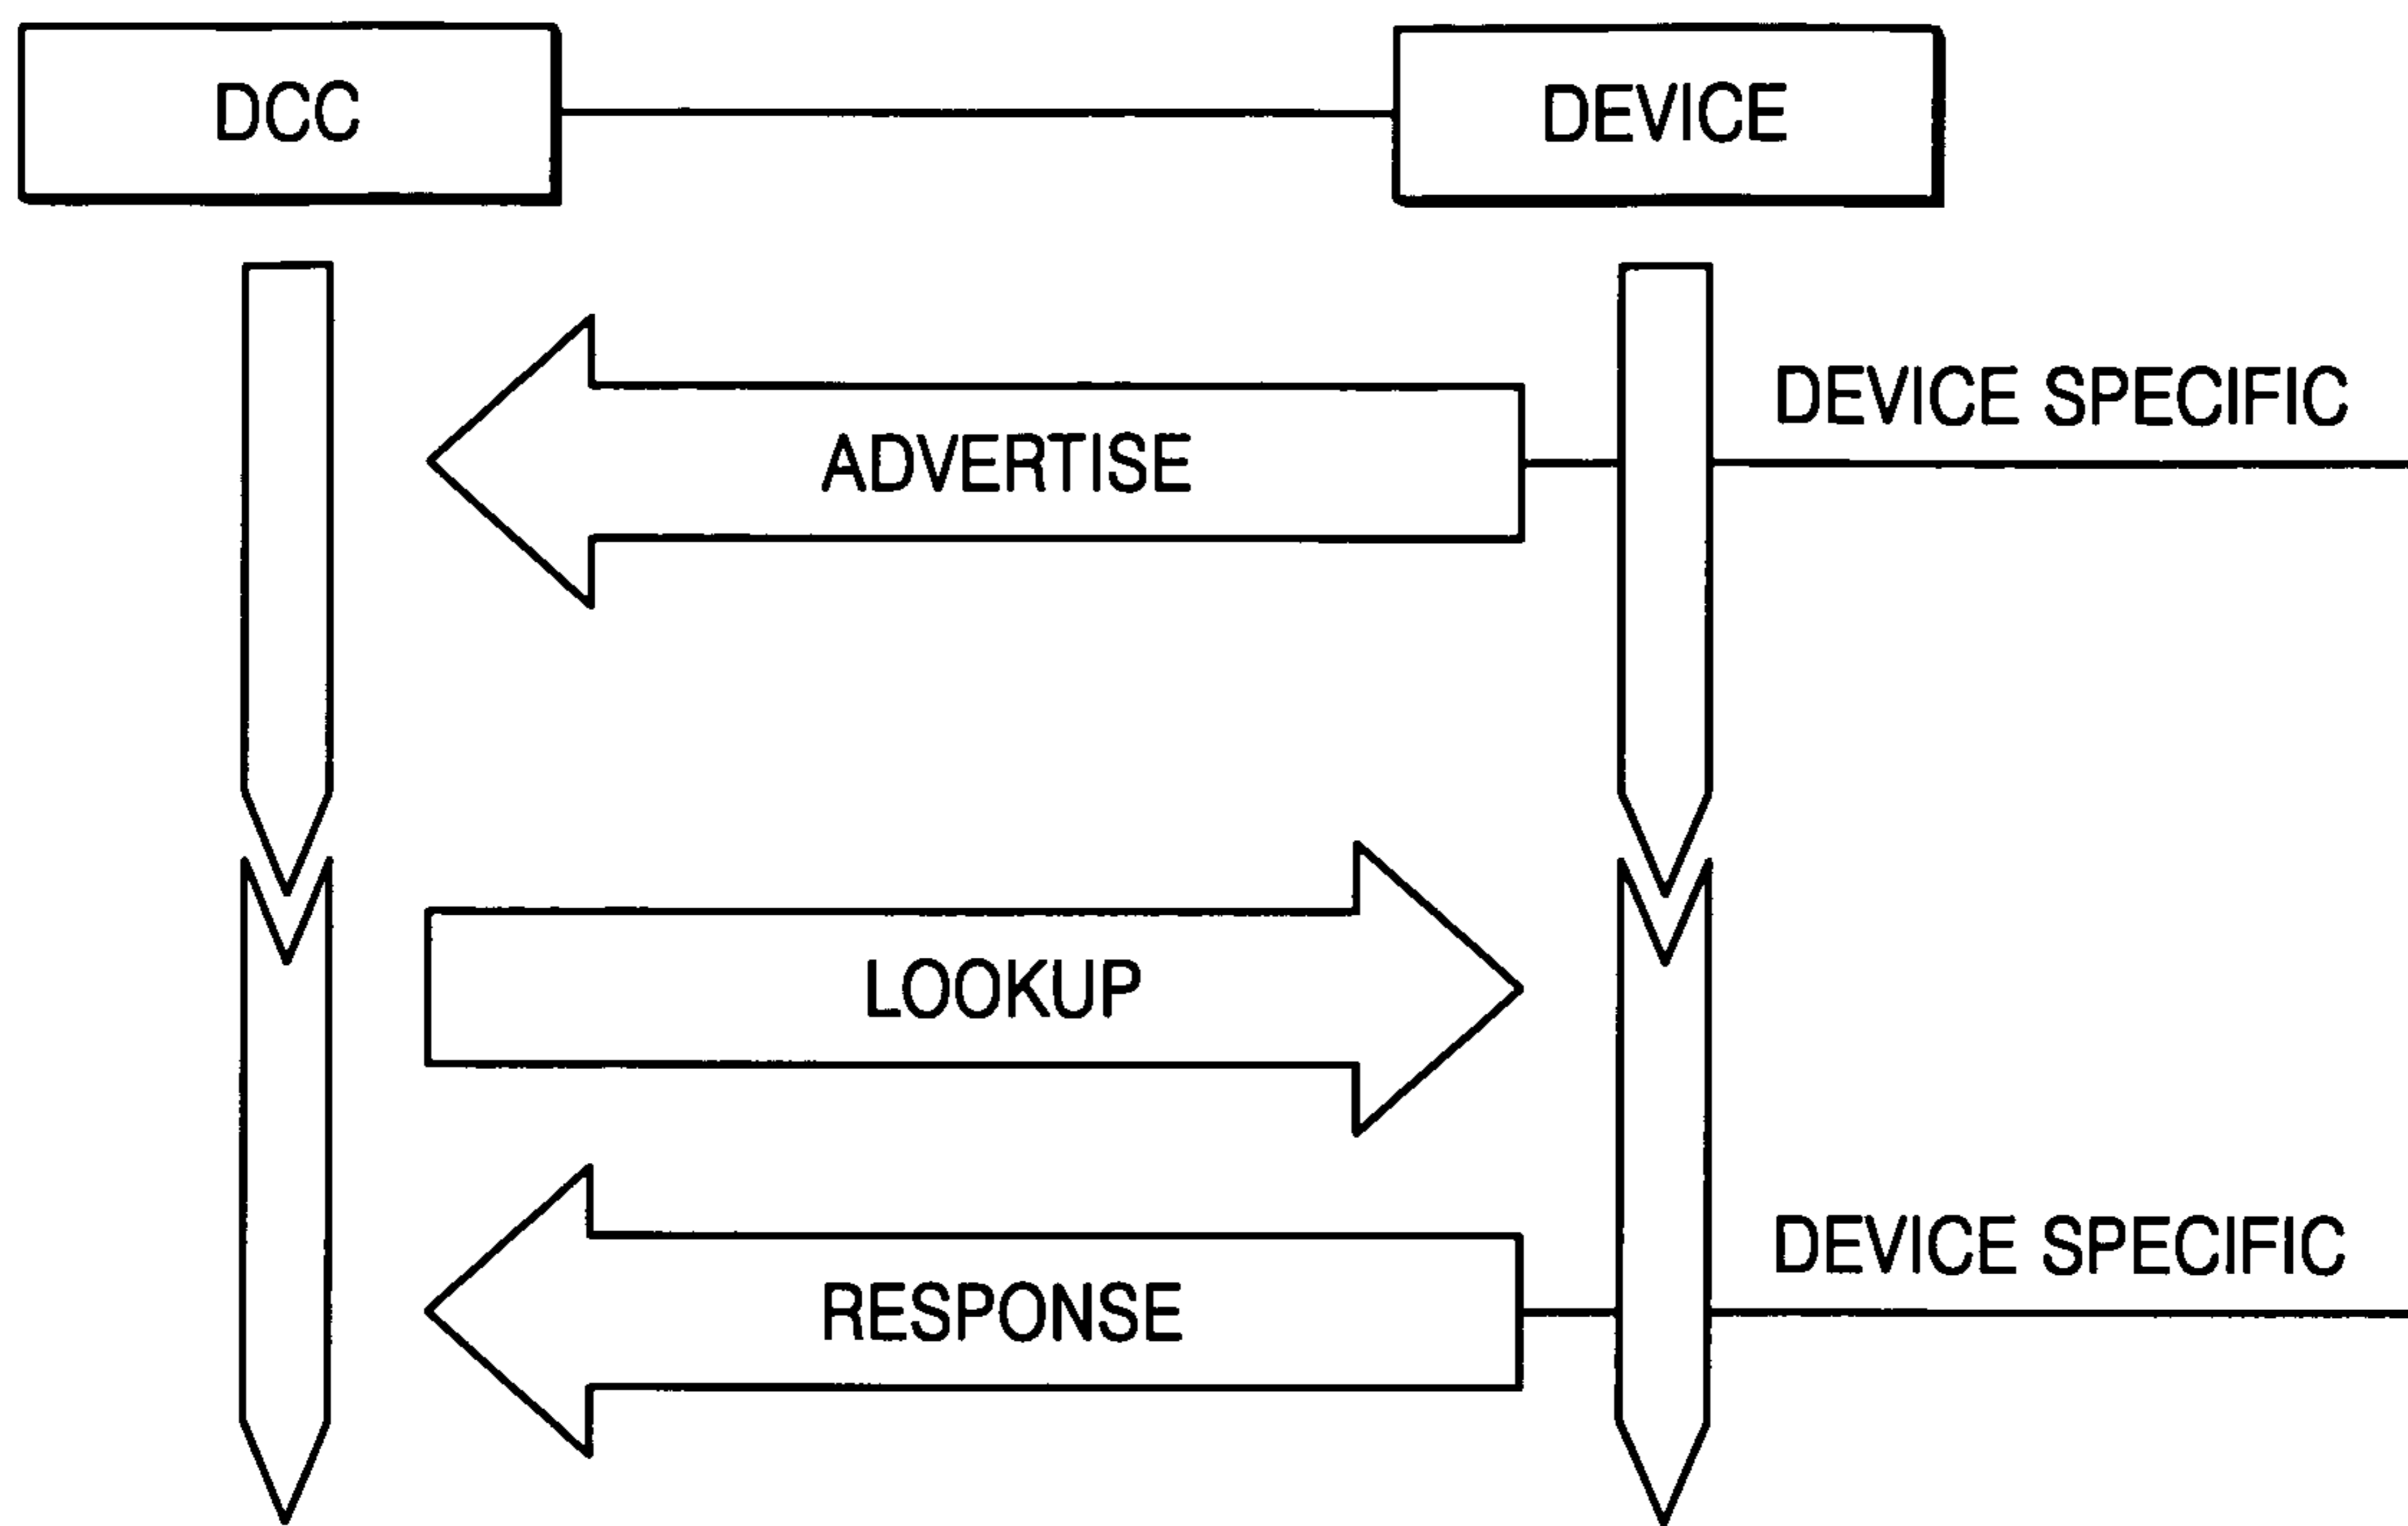 DCC
DEVICE
DEVICE SPECIFIC
ADVERTISE
LOOKUP
DEVICE SPECIFIC
RESPONSE